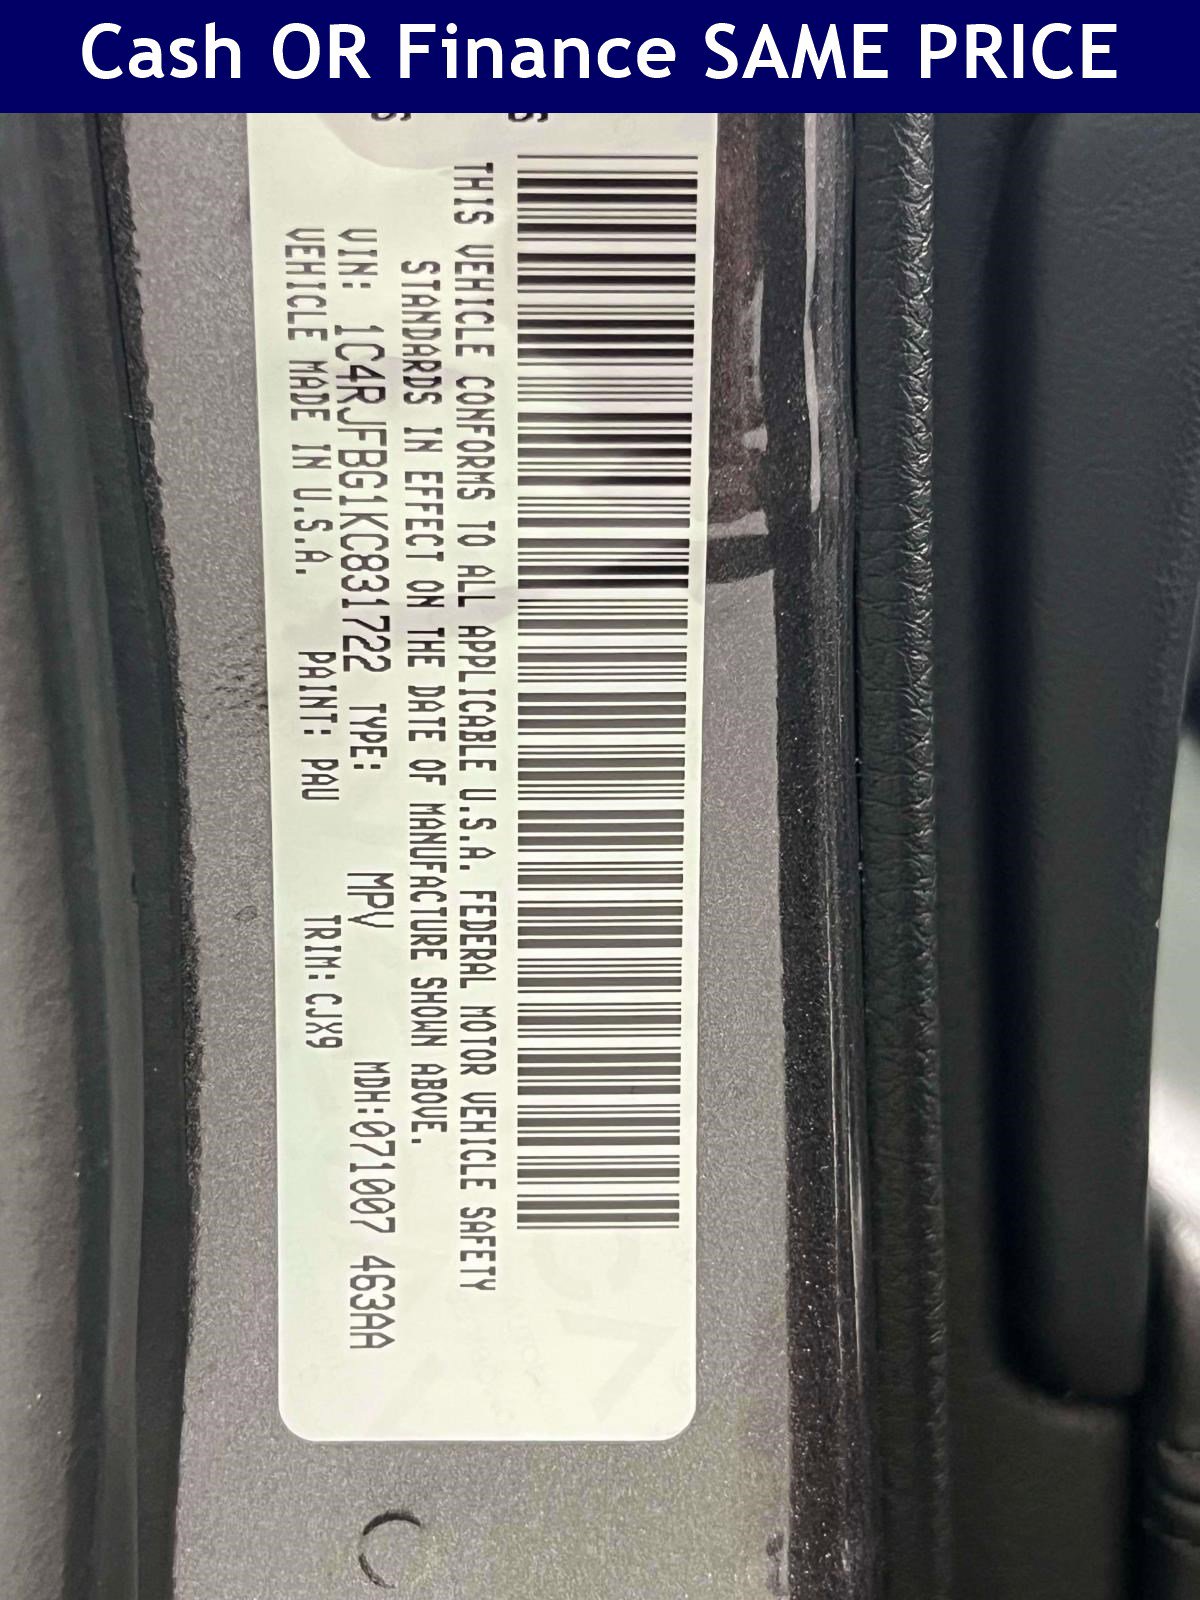 Cash OR Finance SAME PRICE
THIS VEHICLE CONFORMS TO ALL APPLICABLE U.S.A. FEDERAL MOTOR VEHICLE SAFETY
STANDARDS IN EFFECT ON THE DATE OF MANUFACTURE SHOWN ABOVE.
VIN: 1C4RJFBG1KC831722 TYPE: MPV MDH:071007 463AA
VEHICLE MADE IN U.S.A. PAINT: PAU TRIM:CJX9